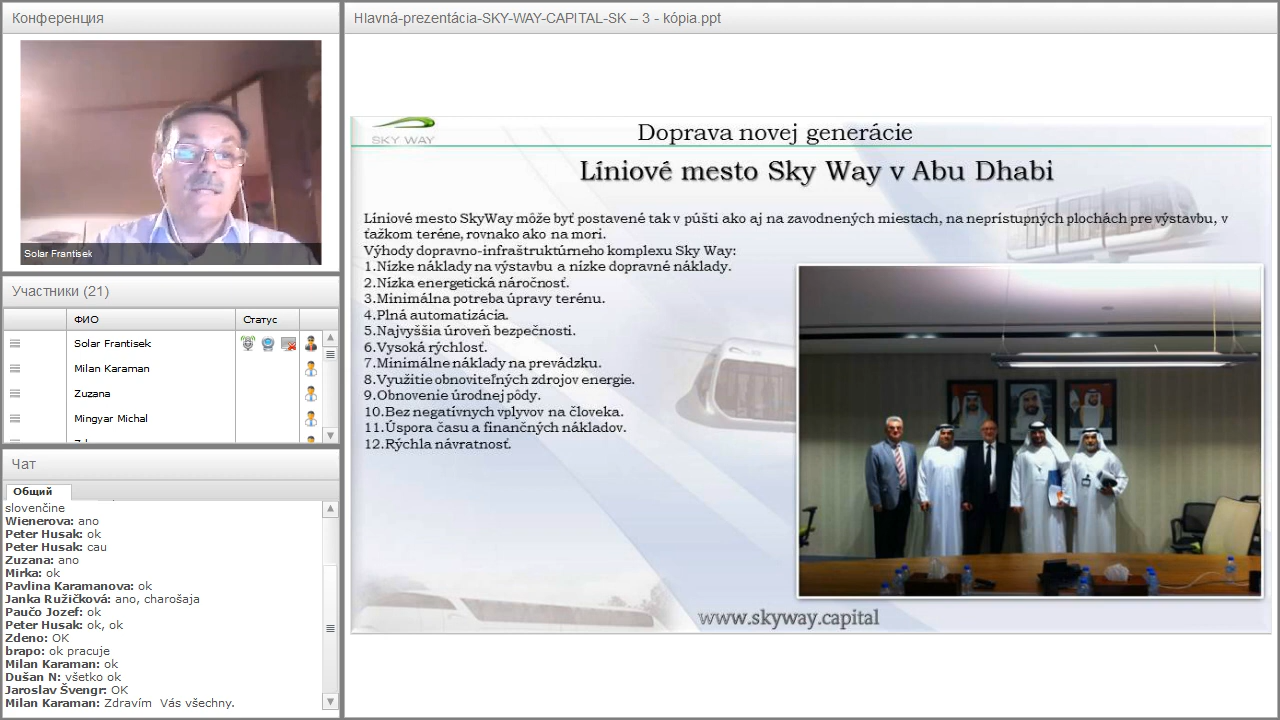 Конференция
Solar Frantisek
Участники (21)
ФИО
Статус
Solar Frantisek
Milan Karaman
Zuzana
Mingyar Michal
Чат
Общий
slovenčine
Wienerova: ano
Peter Husak: ok
Peter Husak: cau
Zuzana: ano
Mirka: ok
Pavlina Karamanova: ok
Janka Ružičková: ano, charošaja
Paučo Jozef: ok
Peter Husak: ok, ok
Zdeno: OK
brapo: ok pracuje
Milan Karaman: ok
Dušan N: všetko ok
Jaroslav Švengr: OK
Milan Karaman: Zdravím Vás všechny.
Hlavná-prezentácia-SKY-WAY-CAPITAL-SK – 3 - kópia.ppt
SKY WAY
Doprava novej generácie
Líniové mesto Sky Way v Abu Dhabi
Líniové mesto SkyWay môže byť postavené tak v púšti ako aj na zavodnených miestach, na neprístupných plochách pre výstavbu, v
ťažkom teréne, rovnako ako na mori.
Výhody dopravno-infraštruktúrneho komplexu Sky Way:
1.Nízke náklady na výstavbu a nízke dopravné náklady.
2.Nízka energetická náročnosť.
3.Minimálna potreba úpravy terénu.
4.Plná automatizácia.
5.Najvyššia úroveň bezpečnosti.
6.Vysoká rýchlosť.
7.Minimálne náklady na prevádzku.
8.Využitie obnoviteľných zdrojov energie.
9.Obnovenie úrodnej pôdy.
10.Bez negatívnych vplyvov na človeka.
11.Úspora času a finančných nákladov.
12.Rýchla návratnosť.
www.skyway.capital